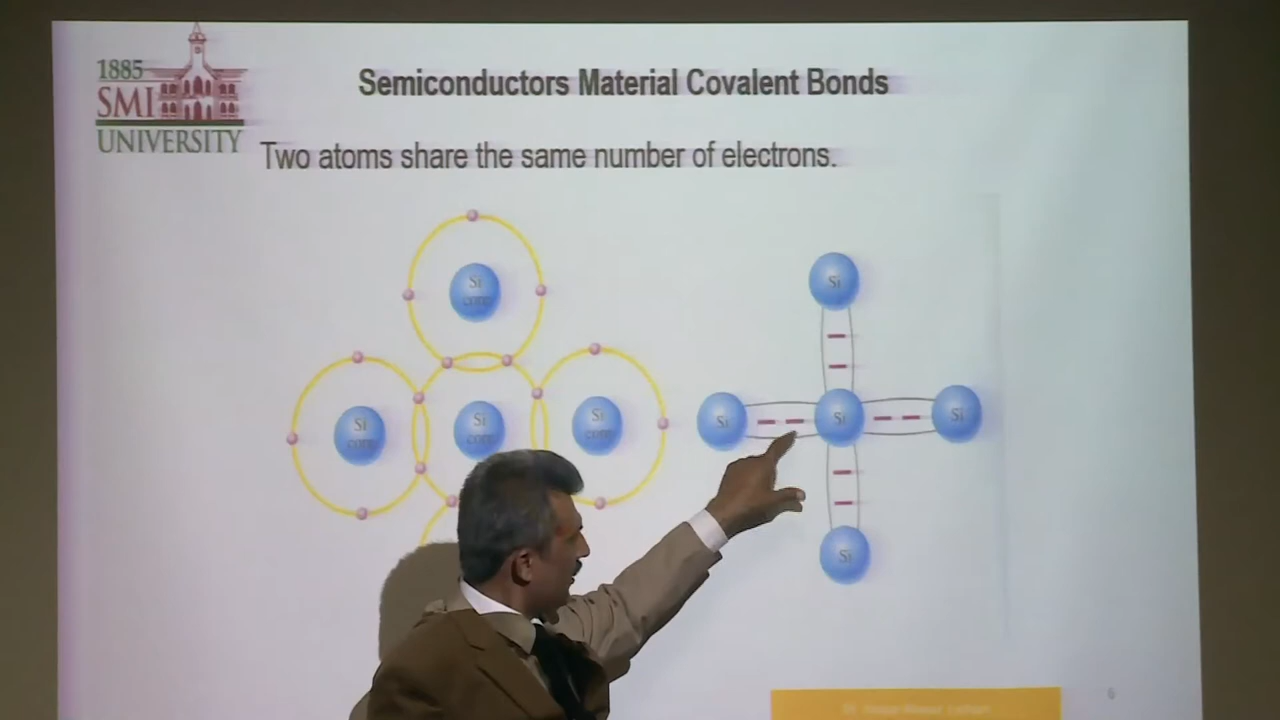 1885
SMI
UNIVERSITY
Semiconductors Material Covalent Bonds
Two atoms share the same number of electrons.
Si
core
Si
core
Si
core
Si
core
Si
Si
Si
Si
Si
6